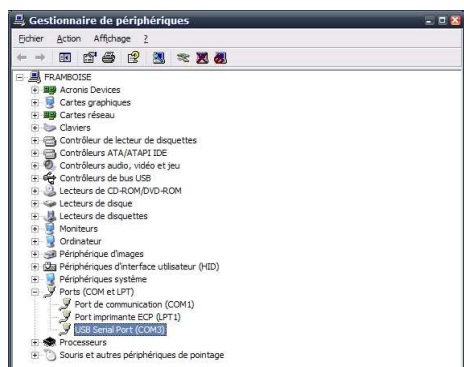 Gestionnaire de périphériques
Fichier Action Affichage ?
FRAMBOISE
Acronis Devices
Cartes graphiques
Cartes réseau
Claviers
Contrôleur de lecteur de disquettes
Contrôleurs ATA/ATAPI IDE
Contrôleurs audio, vidéo et jeu
Contrôleurs de bus USB
Lecteurs de CD-ROM/DVD-ROM
Lecteurs de disque
Lecteurs de disquettes
Moniteurs
Ordinateur
Périphérique d'images
Périphériques d'interface utilisateur (HID)
Périphériques système
Ports (COM et LPT)
Port de communication (COM1)
Port imprimante ECP (LPT1)
USB Serial Port (COM3)
Processeurs
Souris et autres périphériques de pointage